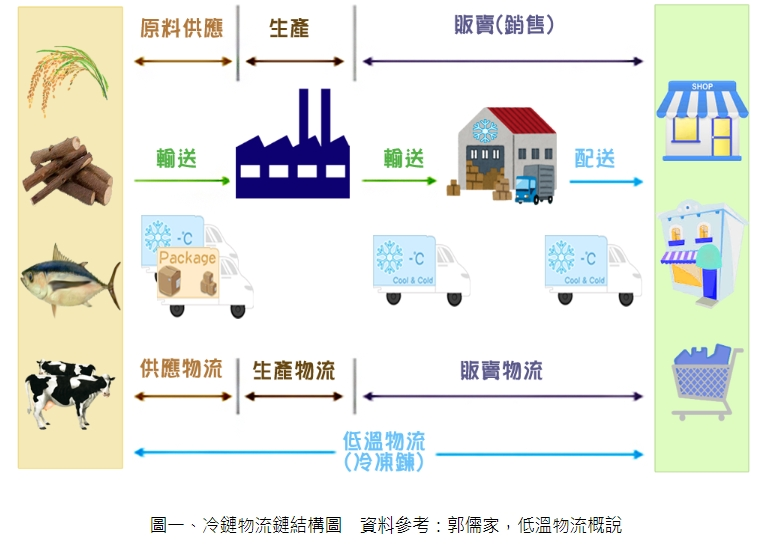 原料供應
生產
販賣(銷售)
SHOP
輸送
輸送
配送
-℃
Package
-℃
Cool & Cold
-℃
Cool & Cold
供應物流
生產物流
販賣物流
低溫物流
(冷凍鍊)
圖一、冷鏈物流鏈結構圖 資料參考：郭儒家，低溫物流概說